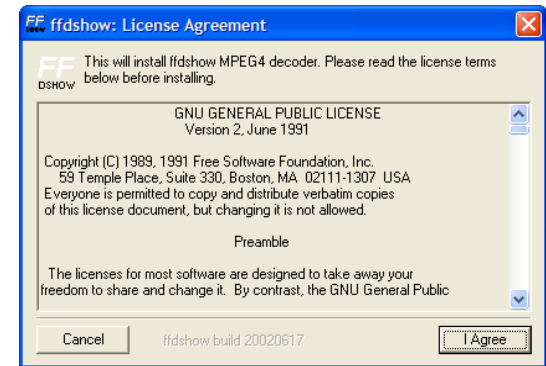 FF dshow
ffdshow: License Agreement
FF DSHOW
This will install ffdshow MPEG4 decoder. Please read the license terms
below before installing.
GNU GENERAL PUBLIC LICENSE
Version 2, June 1991
Copyright (C) 1989, 1991 Free Software Foundation, Inc.
59 Temple Place, Suite 330, Boston, MA 02111-1307 USA
Everyone is permitted to copy and distribute verbatim copies
of this license document, but changing it is not allowed.
Preamble
The licenses for most software are designed to take away your
freedom to share and change it. By contrast, the GNU General Public
Cancel
ffdshow build 20020617
I Agree